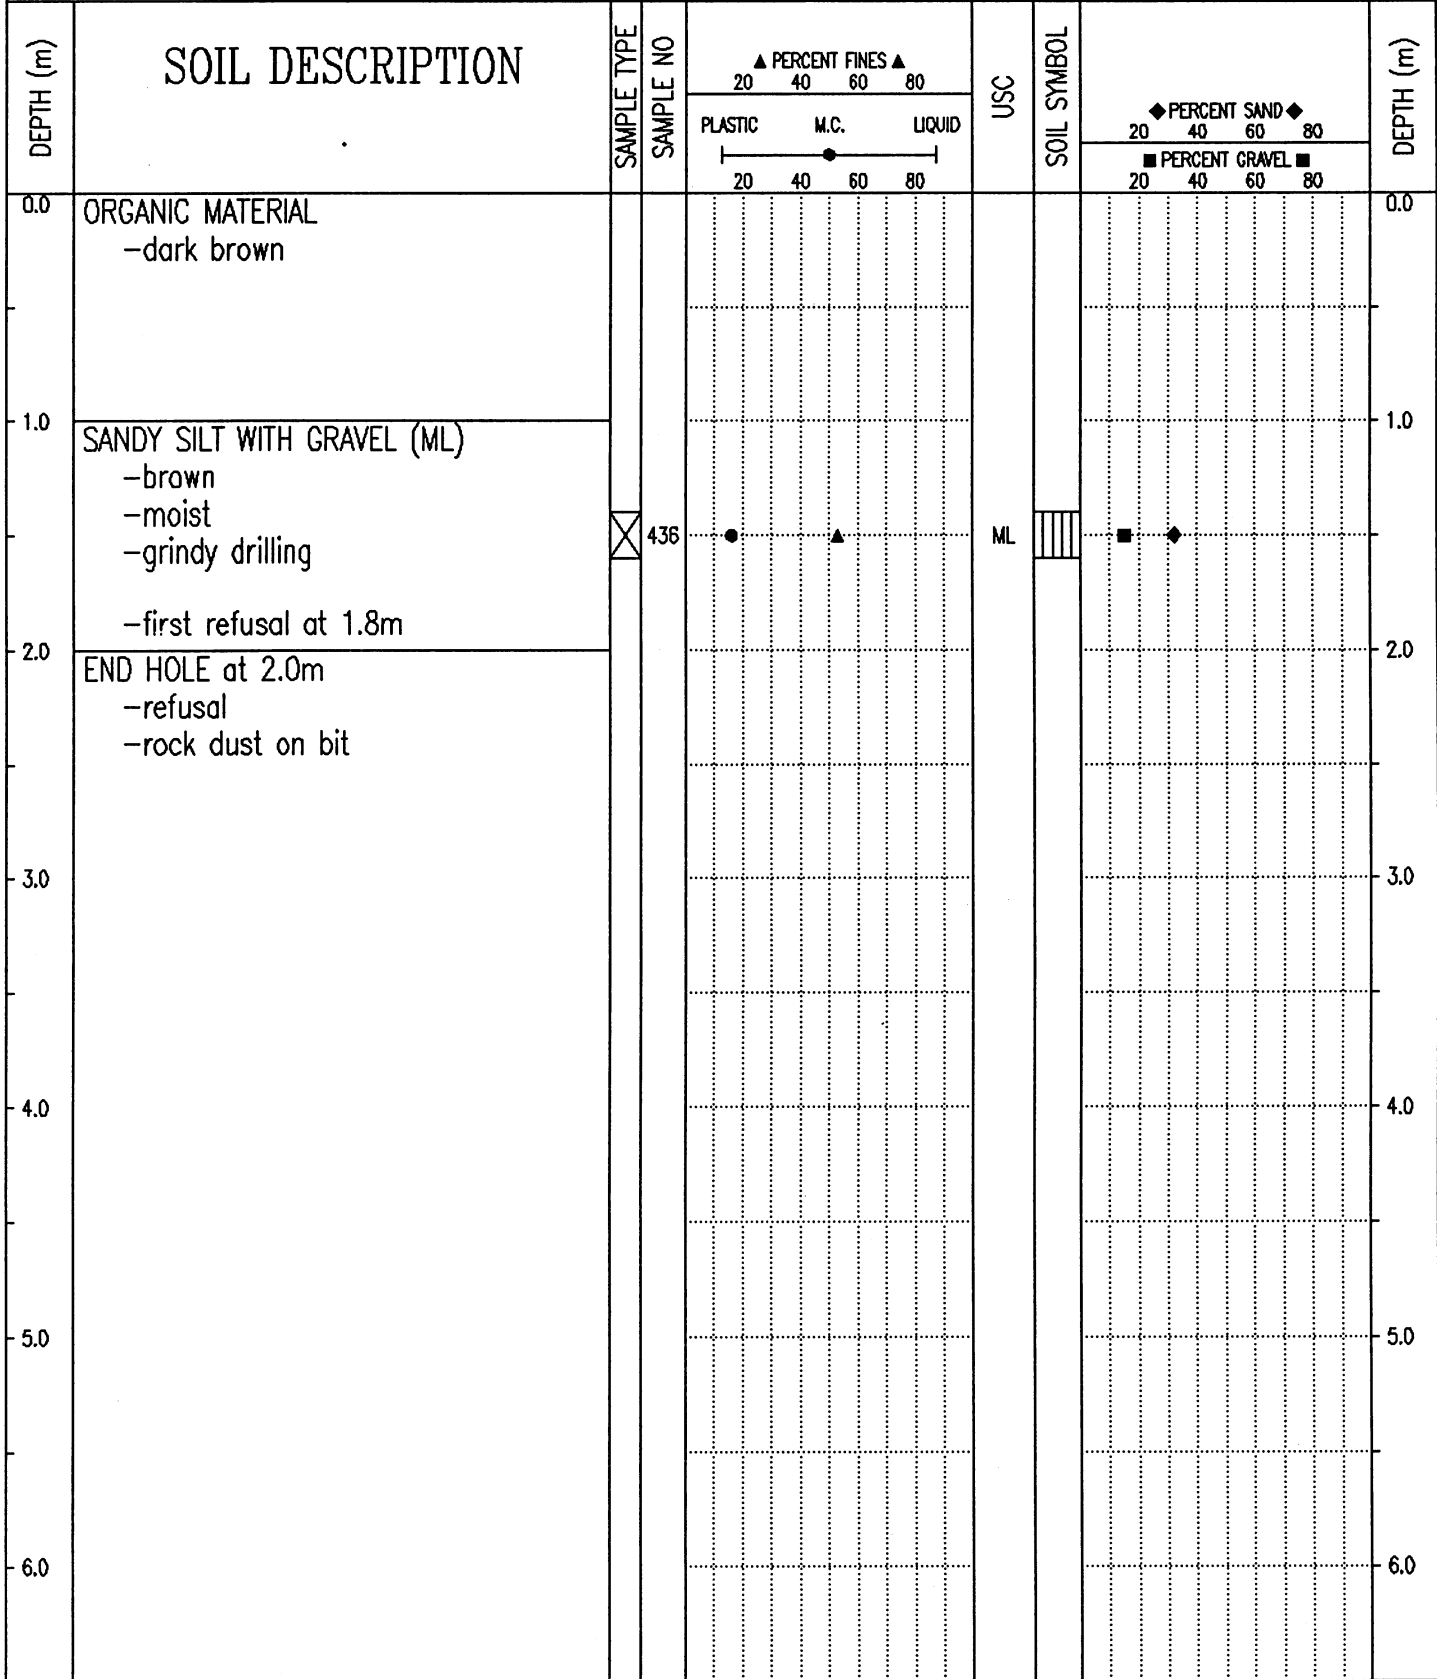 DEPTH (m)
SOIL DESCRIPTION
SAMPLE TYPE
SAMPLE NO
▲ PERCENT FINES ▲
20 40 60 80
PLASTIC M.C. LIQUID
20 40 60 80
USC
SOIL SYMBOL
◆PERCENT SAND◆
20 40 60 80
■ PERCENT GRAVEL ■
20 40 60 80
DEPTH (m)
0.0 ORGANIC MATERIAL 0.0
-dark brown
1.0 1.0
SANDY SILT WITH GRAVEL (ML)
-brown
-moist
436 ML
-grindy drilling
-first refusal at 1.8m
2.0 2.0
END HOLE at 2.0m
-refusal
-rock dust on bit
3.0 3.0
4.0 4.0
5.0 5.0
6.0 6.0